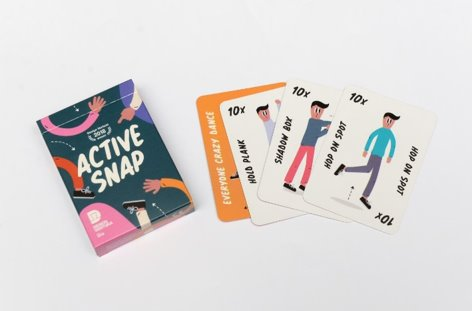 2018
ACTIVE
SNAP
EVERYONE CRAZY DANCE
10x
HOLD PLANK
10x
SHADOW BOX
10x
HOP ON SPOT
HOP ON SPOT
10x